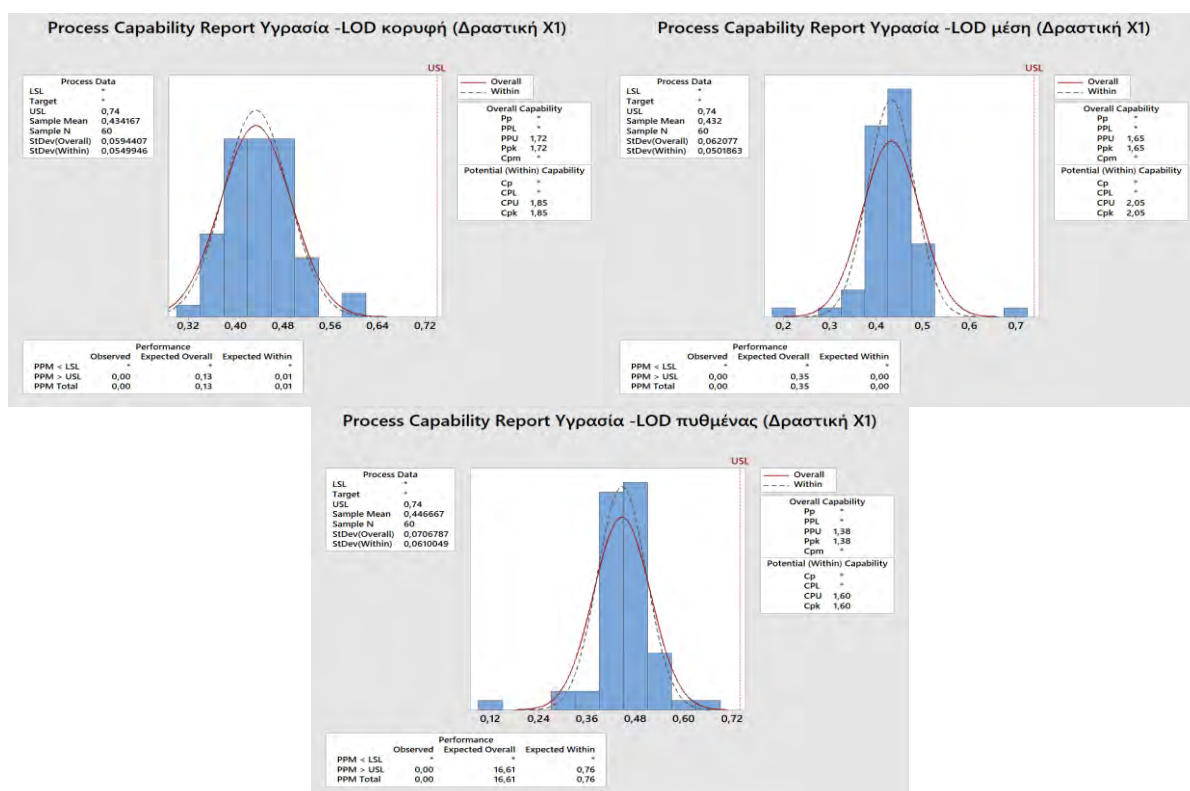 Process Capability Report Υγρασία -LOD κορυφή (Δραστική X1)
USL
Process Data
LSL *
Target *
USL 0,74
Sample Mean 0,434167
Sample N 60
StDev(Overall) 0,0594407
StDev(Within) 0,0549946
Overall
Within
Overall Capability
Pp *
PPL *
PPU 1,72
Ppk 1,72
Cpm *
Potential (Within) Capability
Cp *
CPL *
CPU 1,85
Cpk 1,85
0,32 0,40 0,48 0,56 0,64 0,72
Performance
Observed Expected Overall Expected Within
PPM < LSL * * *
PPM > USL 0,00 0,13 0,01
PPM Total 0,00 0,13 0,01
Process Capability Report Υγρασία -LOD μέση (Δραστική X1)
USL
Process Data
LSL *
Target *
USL 0,74
Sample Mean 0,432
Sample N 60
StDev(Overall) 0,062077
StDev(Within) 0,0501863
Overall
Within
Overall Capability
Pp *
PPL *
PPU 1,65
Ppk 1,65
Cpm *
Potential (Within) Capability
Cp *
CPL *
CPU 2,05
Cpk 2,05
0,2 0,3 0,4 0,5 0,6 0,7
Performance
Observed Expected Overall Expected Within
PPM < LSL * * *
PPM > USL 0,00 0,35 0,00
PPM Total 0,00 0,35 0,00
Process Capability Report Υγρασία -LOD πυθμένας (Δραστική X1)
USL
Process Data
LSL *
Target *
USL 0,74
Sample Mean 0,446667
Sample N 60
StDev(Overall) 0,0706787
StDev(Within) 0,0610049
Overall
Within
Overall Capability
Pp *
PPL *
PPU 1,38
Ppk 1,38
Cpm *
Potential (Within) Capability
Cp *
CPL *
CPU 1,60
Cpk 1,60
0,12 0,24 0,36 0,48 0,60 0,72
Performance
Observed Expected Overall Expected Within
PPM < LSL * * *
PPM > USL 0,00 16,61 0,76
PPM Total 0,00 16,61 0,76